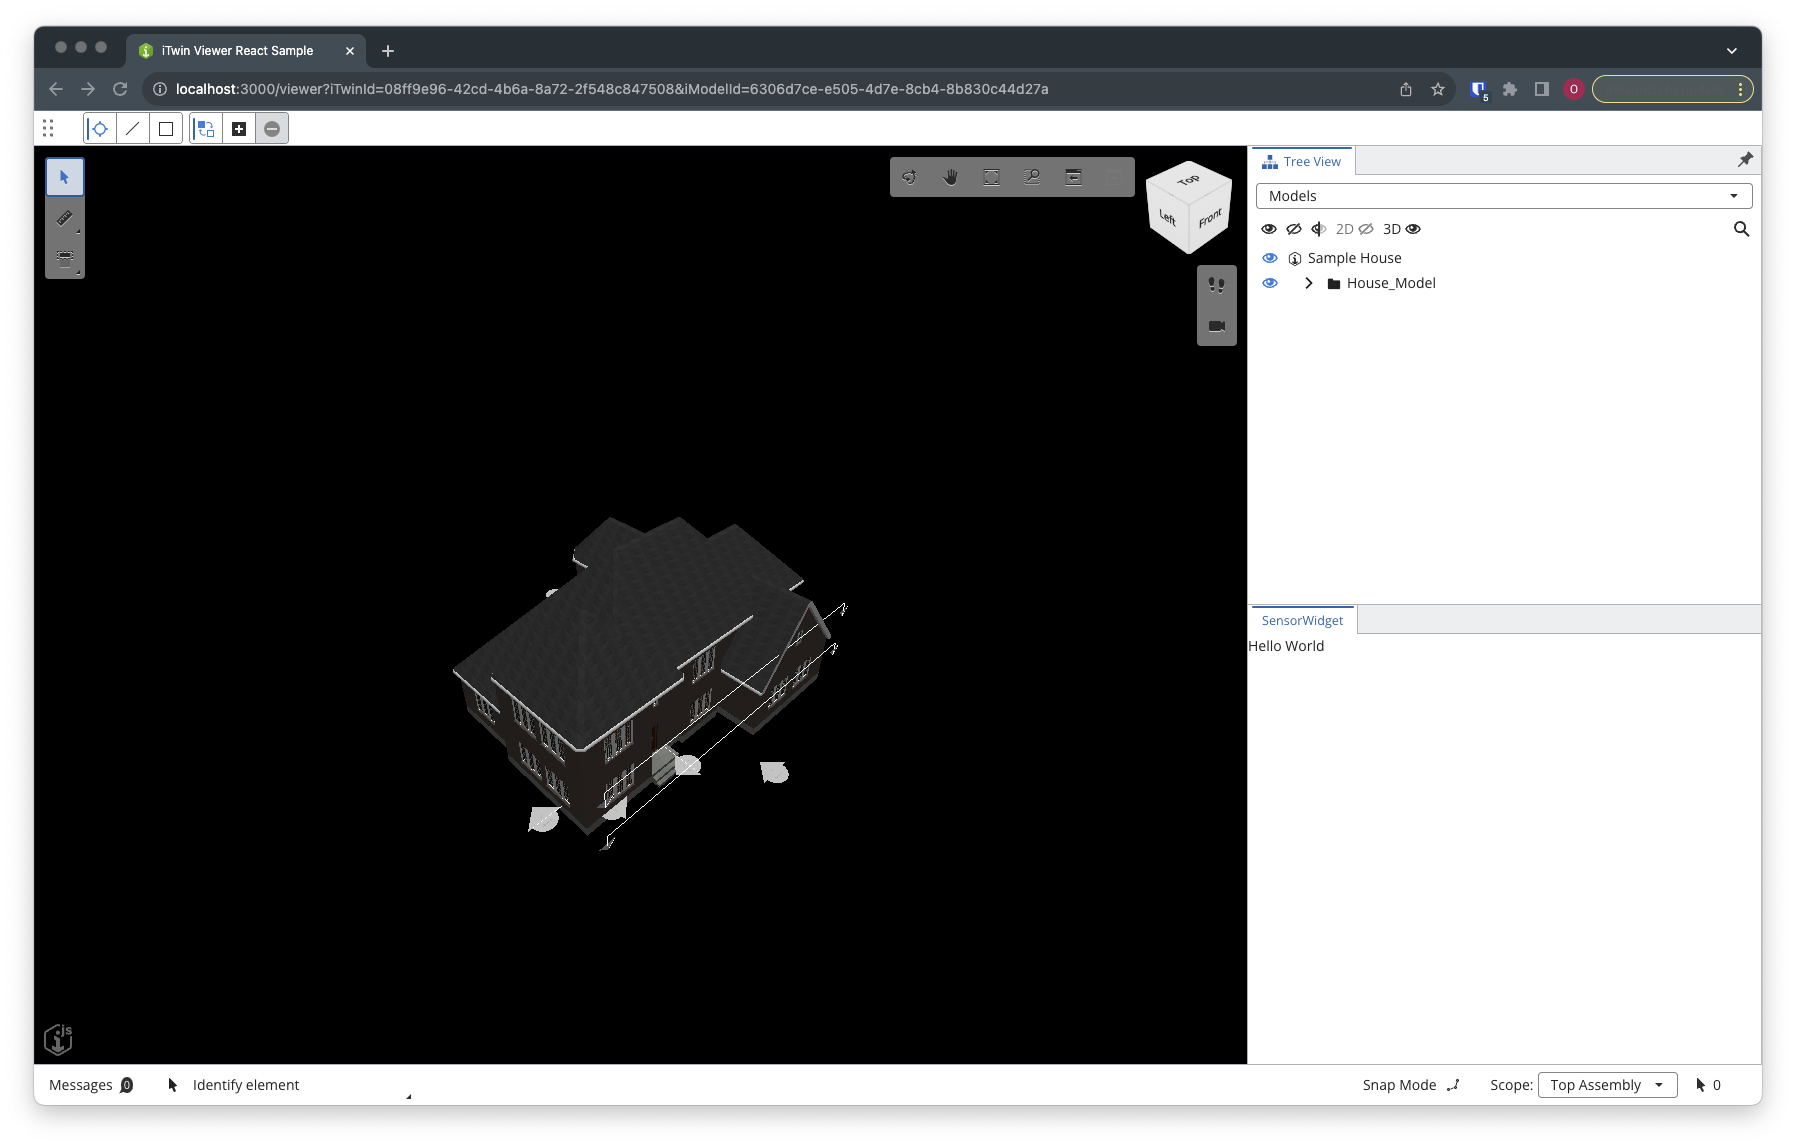 iTwin Viewer React Sample
localhost:3000/viewer?iTwinId=08ff9e96-42cd-4b6a-8a72-2f548c847508&iModelId=6306d7ce-e505-4d7e-8cb4-8b830c44d27a
5
O
Tree View
Top
Left
Front
Models
2D
3D
Sample House
House_Model
SensorWidget
Hello World
js
Messages
0
Identify element
Snap Mode
Scope:
Top Assembly
0